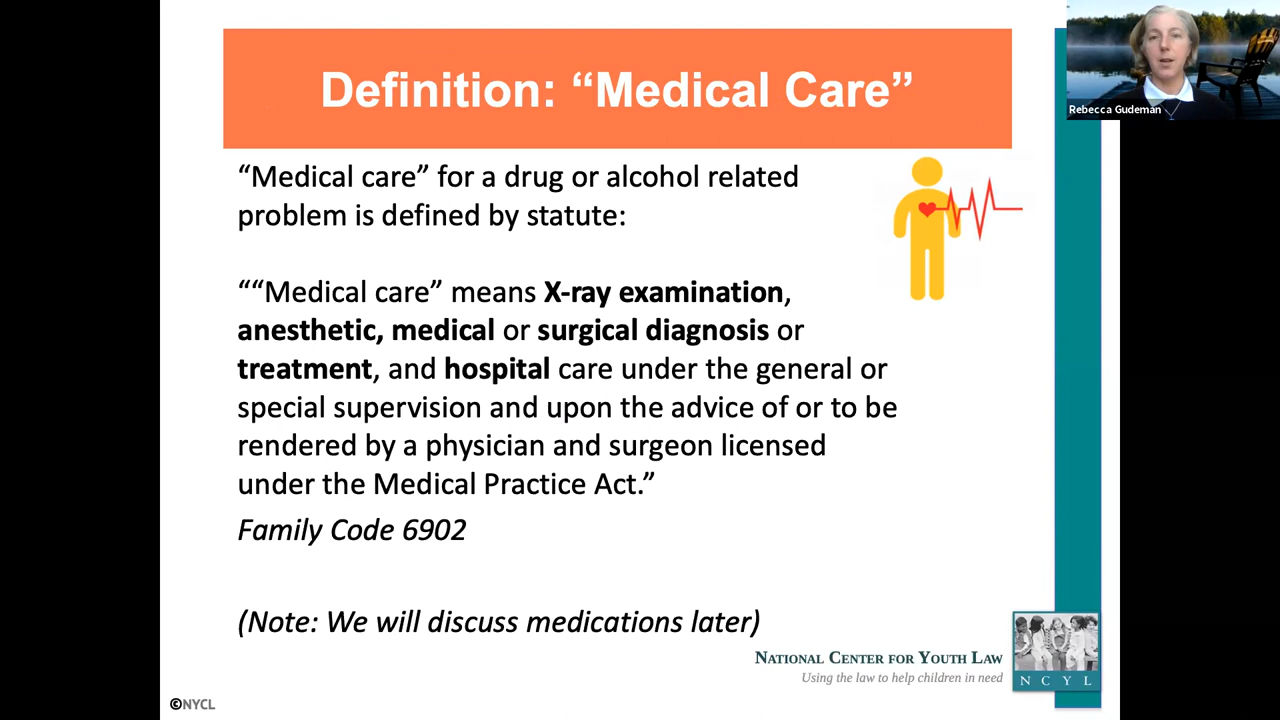 Definition: “Medical Care”
Rebecca Gudeman
“Medical care” for a drug or alcohol related
problem is defined by statute:
““Medical care” means X-ray examination,
anesthetic, medical or surgical diagnosis or
treatment, and hospital care under the general or
special supervision and upon the advice of or to be
rendered by a physician and surgeon licensed
under the Medical Practice Act.”
Family Code 6902
(Note: We will discuss medications later)
NATIONAL CENTER FOR YOUTH LAW
Using the law to help children in need
N C Y L
©NYCL